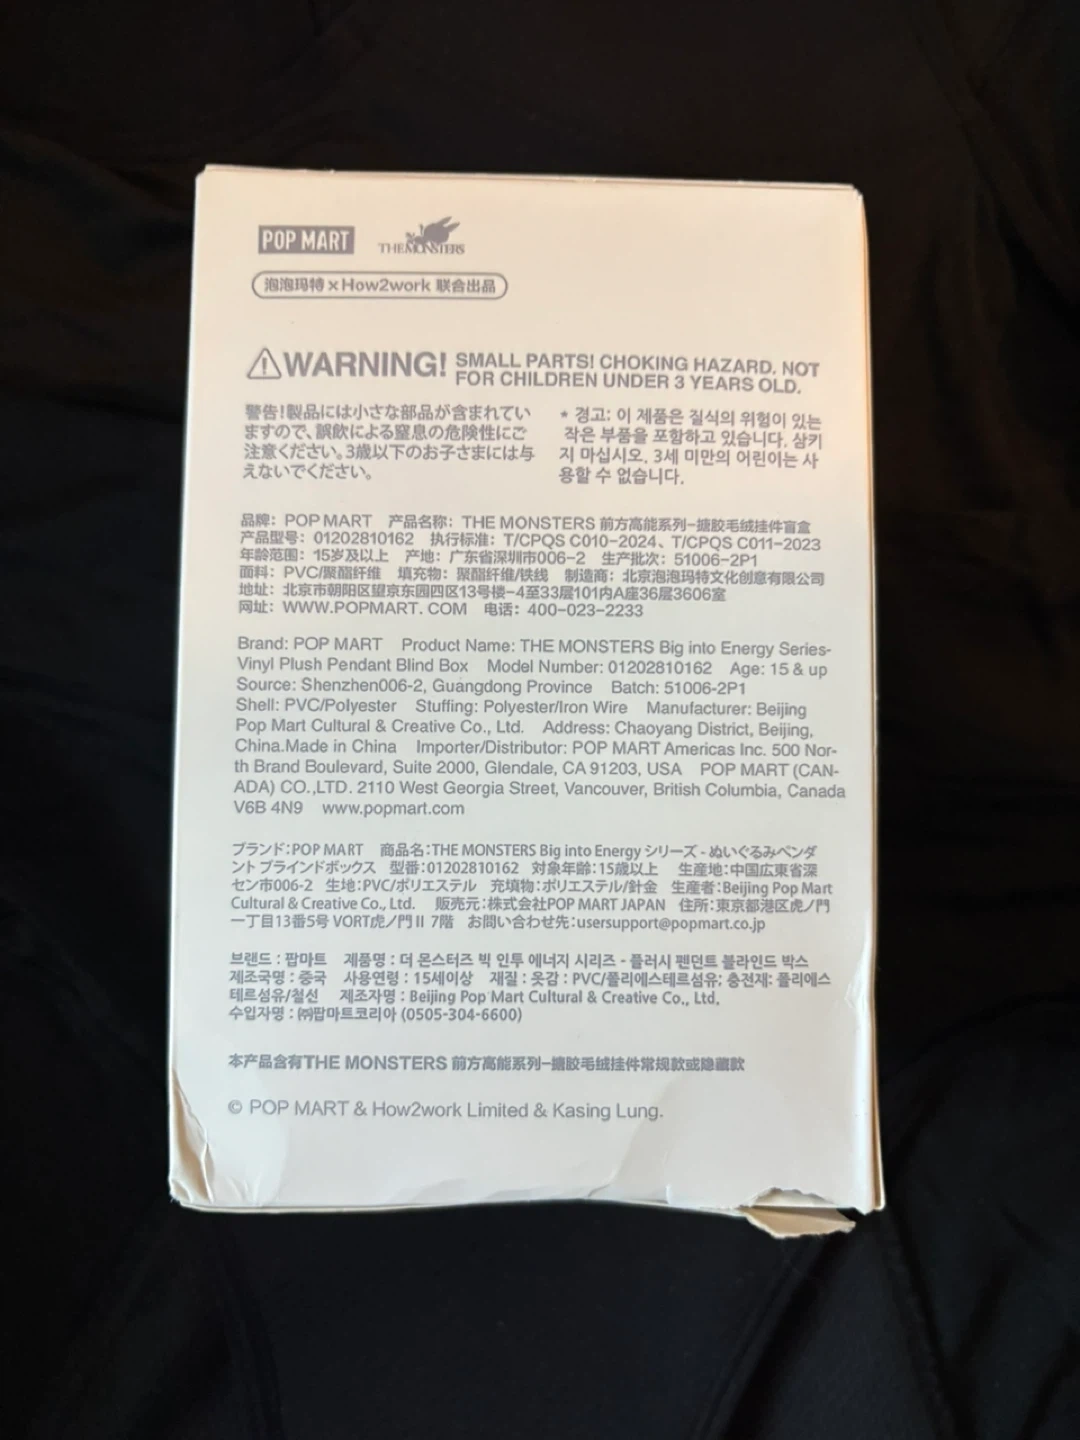 POP MART THE MONSTERS
泡泡玛特 x How2work 联合出品
WARNING! SMALL PARTS! CHOKING HAZARD. NOT
FOR CHILDREN UNDER 3 YEARS OLD.
警告!製品には小さな部品が含まれてい
ますので、誤飲による窒息の危険性にご
注意ください。3歳以下のお子さまには与
えないでください。
* 경고: 이 제품은 질식의 위험이 있는
작은 부품을 포함하고 있습니다. 삼키
지 마십시오. 3세 미만의 어린이는 사
용할 수 없습니다.
品牌: POP MART 产品名称: THE MONSTERS 前方高能系列-搪胶毛绒挂件盲盒
产品型号: 01202810162 执行标准: T/CPQS C010-2024、T/CPQS C011-2023
年龄范围: 15岁及以上 产地: 广东省深圳市006-2 生产批次: 51006-2P1
面料: PVC/聚酯纤维 填充物: 聚酯纤维/铁线 制造商: 北京泡泡玛特文化创意有限公司
地址: 北京市朝阳区望京东园四区13号楼-4至33层101内A座36层3606室
网址: WWW.POPMART. COM 电话: 400-023-2233
Brand: POP MART Product Name: THE MONSTERS Big into Energy Series-
Vinyl Plush Pendant Blind Box Model Number: 01202810162 Age: 15 & up
Source: Shenzhen006-2, Guangdong Province Batch: 51006-2P1
Shell: PVC/Polyester Stuffing: Polyester/Iron Wire Manufacturer: Beijing
Pop Mart Cultural & Creative Co., Ltd. Address: Chaoyang District, Beijing,
China.Made in China Importer/Distributor: POP MART Americas Inc. 500 Nor-
th Brand Boulevard, Suite 2000, Glendale, CA 91203, USA POP MART (CAN-
ADA) CO.,LTD. 2110 West Georgia Street, Vancouver, British Columbia, Canada
V6B 4N9 www.popmart.com
ブランド:POP MART 商品名:THE MONSTERS Big into Energy シリーズ - ぬいぐるみペンダ
ント ブラインドボックス 型番:01202810162 対象年齢:15歳以上 生産地:中国広東省深
セン市006-2 生地:PVC/ポリエステル 充填物:ポリエステル/針金 生産者:Beijing Pop Mart
Cultural & Creative Co., Ltd. 販売元:株式会社POP MART JAPAN 住所:東京都港区虎ノ門
一丁目13番5号 VORT虎ノ門 II 7階 お問い合わせ先:usersupport@popmart.co.jp
브랜드 : 팝마트 제품명 : 더 몬스터즈 빅 인투 에너지 시리즈 - 플러시 펜던트 블라인드 박스
제조국명 : 중국 사용연령 : 15세이상 재질 : 옷감 : PVC/폴리에스테르섬유; 충전재: 폴리에스
테르섬유/철선 제조자명 : Beijing Pop Mart Cultural & Creative Co., Ltd.
수입자명 : ㈜팝마트코리아 (0505-304-6600)
本产品含有THE MONSTERS 前方高能系列-搪胶毛绒挂件常规款或隐藏款
© POP MART & How2work Limited & Kasing Lung.